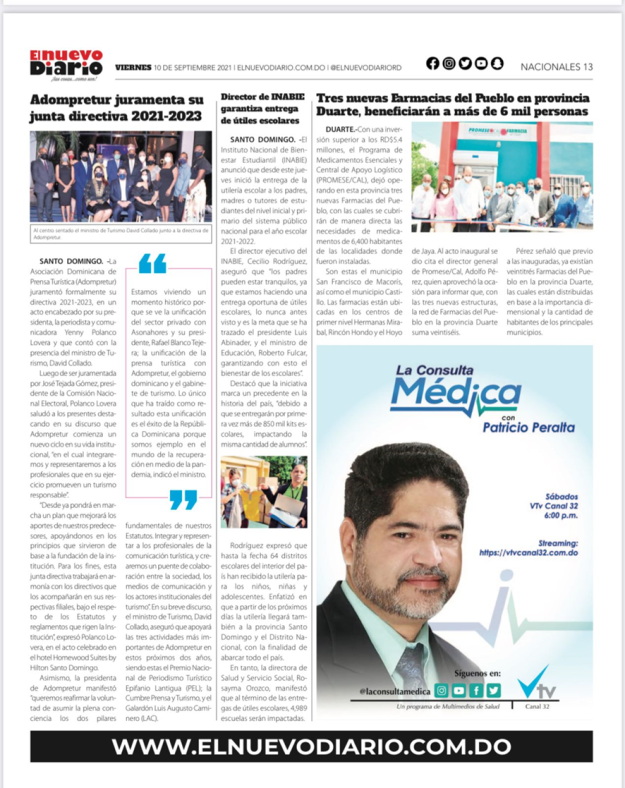 El nuevo
Diario
VIERNES 10 DE SEPTIEMBRE 2021 | ELNUEVODIARIO.COM.DO | @ELNUEVODIARIORD
NACIONALES 13
Adompretur juramenta su
junta directiva 2021-2023
Al centro sentado el ministro de Turismo David Collado junto a la directiva de
Adompretur.
SANTO DOMINGO. -La
Asociación Dominicana de
Prensa Turística (Adompretur)
juramentó formalmente su
directiva 2021-2023, en un
acto encabezado por su pre-
sidenta, la periodista y comu-
nicadora Yenny Polanco
Lovera y que contó con la
presencia del ministro de Tu-
rismo, David Collado.
Luego de ser juramentada
por José Tejada Gómez, presi-
dente de la Comisión Nacio-
nal Electoral, Polanco Lovera
saludó a los presentes desta-
cando en su discurso que
Adompretur comienza un
nuevo ciclo en su vida insti-
tucional, "en el cual integrare-
mos y representaremos a los
profesionales que en su ejer-
cicio promueven un turismo
responsable".
"Desde ya pondrá en mar-
cha un plan que mejorará los
aportes de nuestros predece-
sores, apoyándonos en los
principios que sirvieron de
base a la fundación de la ins-
titución. Para los fines, esta
junta directiva trabajará en ar-
monía con los directivos que
los acompañarán en sus res-
pectivas filiales, bajo el respe-
to de los Estatutos y
reglamentos que rigen la Ins-
titución", expresó Polanco Lo-
vera, en el acto celebrado en
el hotel Homewood Suites by
Hilton Santo Domingo.
Asimismo, la presidenta
de Adompretur manifestó
"queremos reafirmar la volun-
tad de asumir la plena con-
ciencia los dos pilares
“
Estamos viviendo un
momento histórico por-
que se ve la unificación
del sector privado con
Asonahores y su presi-
dente, Rafael Blanco Teje-
ra; la unificación de la
prensa turística con
Adompretur, el gobierno
dominicano y el gabine-
te de turismo. Lo único
que ha traído como re-
sultado esta unificación
es el éxito de la Repúbli-
ca Dominicana porque
somos ejemplo en el
mundo de la recupera-
ción en medio de la pan-
demia, indicó el ministro.
”
fundamentales de nuestros
Estatutos. Integrar y represen-
tar a los profesionales de la
comunicación turística, y cre-
aremos un puente de colabo-
ración entre la sociedad, los
medios de comunicación y
los actores institucionales del
turismo". En su breve discurso,
el ministro de Turismo, David
Collado, aseguró que apoyará
las tres actividades más im-
portantes de Adompretur en
estos próximos dos años,
siendo estas el Premio Nacio-
nal de Periodismo Turístico
Epifanio Lantigua (PEL); la
Cumbre Prensa y Turismo, y el
Galardón Luis Augusto Cami-
nero (LAC).
Director de INABIE
garantiza entrega
de útiles escolares
SANTO DOMINGO. -El
Instituto Nacional de Bien-
estar Estudiantil (INABIE)
anunció que desde este jue-
ves inició la entrega de la
utilería escolar a los padres,
madres o tutores de estu-
diantes del nivel inicial y pri-
mario del sistema público
nacional para el año escolar
2021-2022.
El director ejecutivo del
INABIE, Cecilio Rodríguez,
aseguró que "los padres
pueden estar tranquilos, ya
que estamos haciendo una
entrega oportuna de útiles
escolares, lo nunca antes
visto y es la meta que se ha
trazado el presidente Luis
Abinader, y el ministro de
Educación, Roberto Fulcar,
garantizando con esto el
bienestar de los escolares".
Destacó que la iniciativa
marca un precedente en la
historia del país, "debido a
que se entregarán por prime-
ra vez más de 850 mil kits es-
colares, impactando la
misma cantidad de alumnos".
Rodríguez expresó que
hasta la fecha 64 distritos
escolares del interior del pa-
ís han recibido la utilería pa-
ra los niños, niñas y
adolescentes. Enfatizó en
que a partir de los próximos
días la utilería llegará tam-
bién a la provincia Santo
Domingo y el Distrito Na-
cional, con la finalidad de
abarcar todo el país.
En tanto, la directora de
Salud y Servicio Social, Ro-
sayma Orozco, manifestó
que al término de las entre-
gas de útiles escolares, 4,989
escuelas serán impactadas.
Tres nuevas Farmacias del Pueblo en provincia
Duarte, beneficiarán a más de 6 mil personas
DUARTE.-Con una inver-
sión superior a los RD$5.4
millones, el Programa de
Medicamentos Esenciales y
Central de Apoyo Logístico
(PROMESE/CAL), dejó ope-
rando en esta provincia tres
nuevas Farmacias del Pue-
blo, con las cuales se cubri-
rán de manera directa las
necesidades de medica-
mentos de 6,400 habitantes
de las localidades donde
fueron instaladas.
Son estas el municipio
San Francisco de Macorís,
así como el municipio Casti-
llo. Las farmacias están ubi-
cadas en los centros de
primer nivel Hermanas Mira-
bal, Rincón Hondo y el Hoyo
de Jaya. Al acto inaugural se
dio cita el director general
de Promese/Cal, Adolfo Pé-
rez, quien aprovechó la oca-
sión para informar que, con
las tres nuevas estructuras,
la red de Farmacias del Pue-
blo en la provincia Duarte
suma veintiséis.
Pérez señaló que previo
a las inauguradas, ya existían
veintitrés Farmacias del Pue-
blo en la provincia Duarte,
las cuales están distribuidas
en base a la importancia di-
mensional y la cantidad de
habitantes de los principales
municipios.
La Consulta
Médica
con
Patricio Peralta
Sábados
VTv Canal 32
6:00 p.m.
Streaming:
https://vtvcanal32.com.do
Siguenos en:
@laconsultamedica
Un programa de Multimedios de Salud
Vtv
Canal 32
WWW.ELNUEVODIARIO.COM.DO